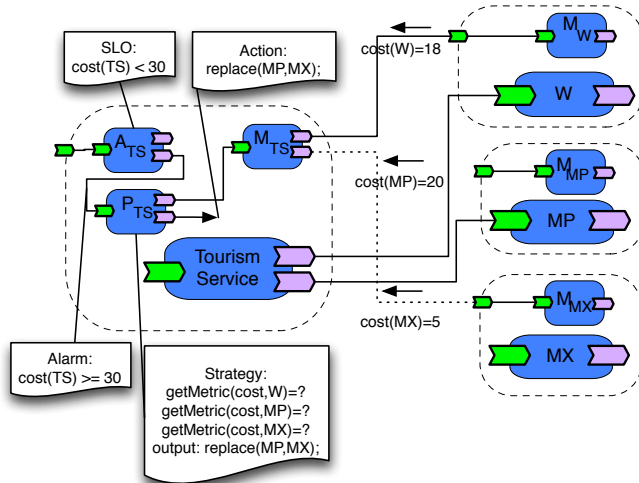 SLO:
cost(TS) < 30
Action:
replace(MP,MX);
cost(W)=18
M_W
W
A_TS
M_TS
P_TS
cost(MP)=20
M_MP
MP
Tourism
Service
cost(MX)=5
M_MX
MX
Alarm:
cost(TS) >= 30
Strategy:
getMetric(cost,W)=?
getMetric(cost,MP)=?
getMetric(cost,MX)=?
output: replace(MP,MX);